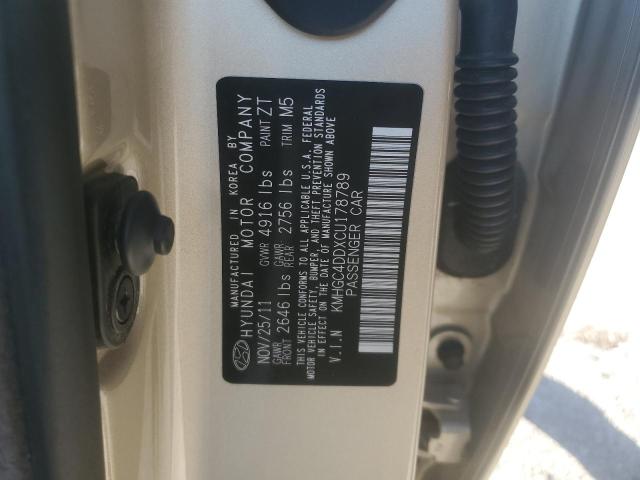 MANUFACTURED IN KOREA BY
HYUNDAI MOTOR COMPANY
NOV/25/11 GVWR 4916 lbs PAINT ZT
GAWR FRONT 2646 lbs GAWR REAR 2756 lbs TRIM M5
THIS VEHICLE CONFORMS TO ALL APPLICABLE U.S.A. FEDERAL
MOTOR VEHICLE SAFETY, BUMPER, AND THEFT PREVENTION STANDARDS
IN EFFECT ON THE DATE OF MANUFACTURE SHOWN ABOVE
V.I.N KMHGC4DDXCU178789
PASSENGER CAR